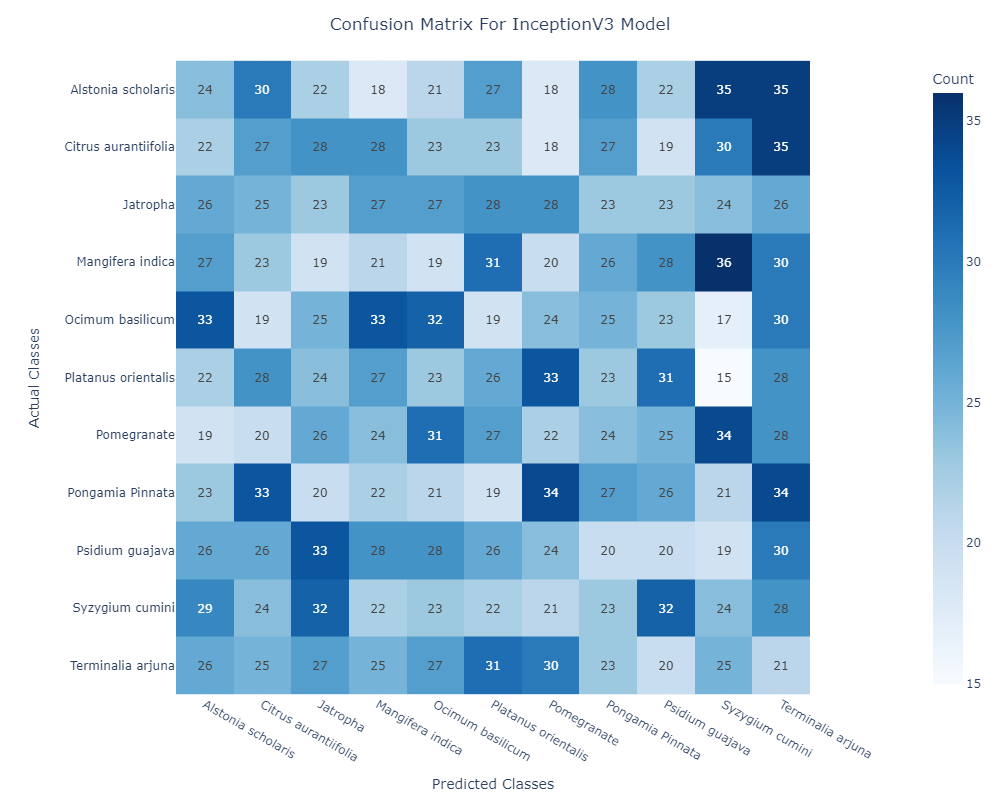 Confusion Matrix For InceptionV3 Model
Count
Alstonia scholaris 24 30 22 18 21 27 18 28 22 35 35
Citrus aurantiifolia 22 27 28 28 23 23 18 27 19 30 35
Jatropha 26 25 23 27 27 28 28 23 23 24 26
Mangifera indica 27 23 19 21 19 31 20 26 28 36 30
Ocimum basilicum 33 19 25 33 32 19 24 25 23 17 30
Platanus orientalis 22 28 24 27 23 26 33 23 31 15 28
Pomegranate 19 20 26 24 31 27 22 24 25 34 28
Pongamia Pinnata 23 33 20 22 21 19 34 27 26 21 34
Psidium guajava 26 26 33 28 28 26 24 20 20 19 30
Syzygium cumini 29 24 32 22 23 22 21 23 32 24 28
Terminalia arjuna 26 25 27 25 27 31 30 23 20 25 21
Actual Classes
Alstonia scholaris
Citrus aurantiifolia
Jatropha
Mangifera indica
Ocimum basilicum
Platanus orientalis
Pomegranate
Pongamia Pinnata
Psidium guajava
Syzygium cumini
Terminalia arjuna
Predicted Classes
35
30
25
20
15